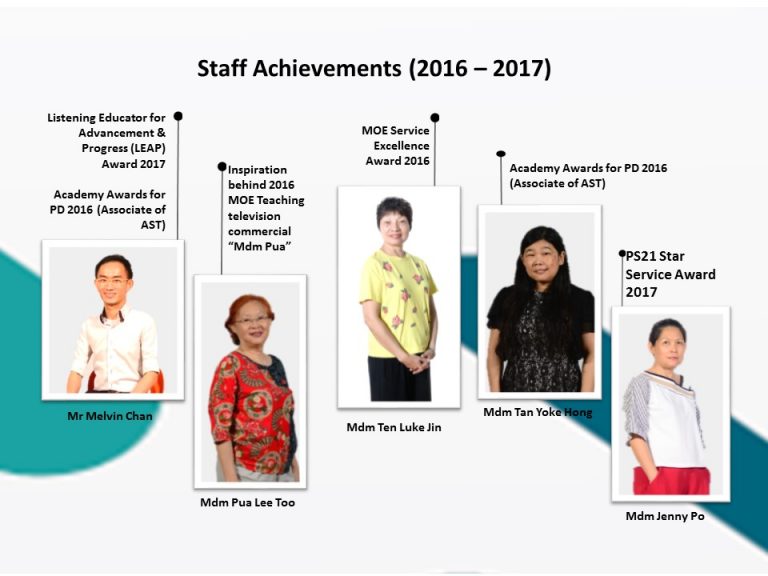 Staff Achievements (2016 – 2017)
Listening Educator for
Advancement &
Progress (LEAP)
Award 2017
Academy Awards for
PD 2016 (Associate of
AST)
Mr Melvin Chan
Inspiration
behind 2016
MOE Teaching
television
commercial
“Mdm Pua”
Mdm Pua Lee Too
MOE Service
Excellence
Award 2016
Mdm Ten Luke Jin
Academy Awards for PD 2016
(Associate of AST)
Mdm Tan Yoke Hong
PS21 Star
Service Award
2017
Mdm Jenny Po